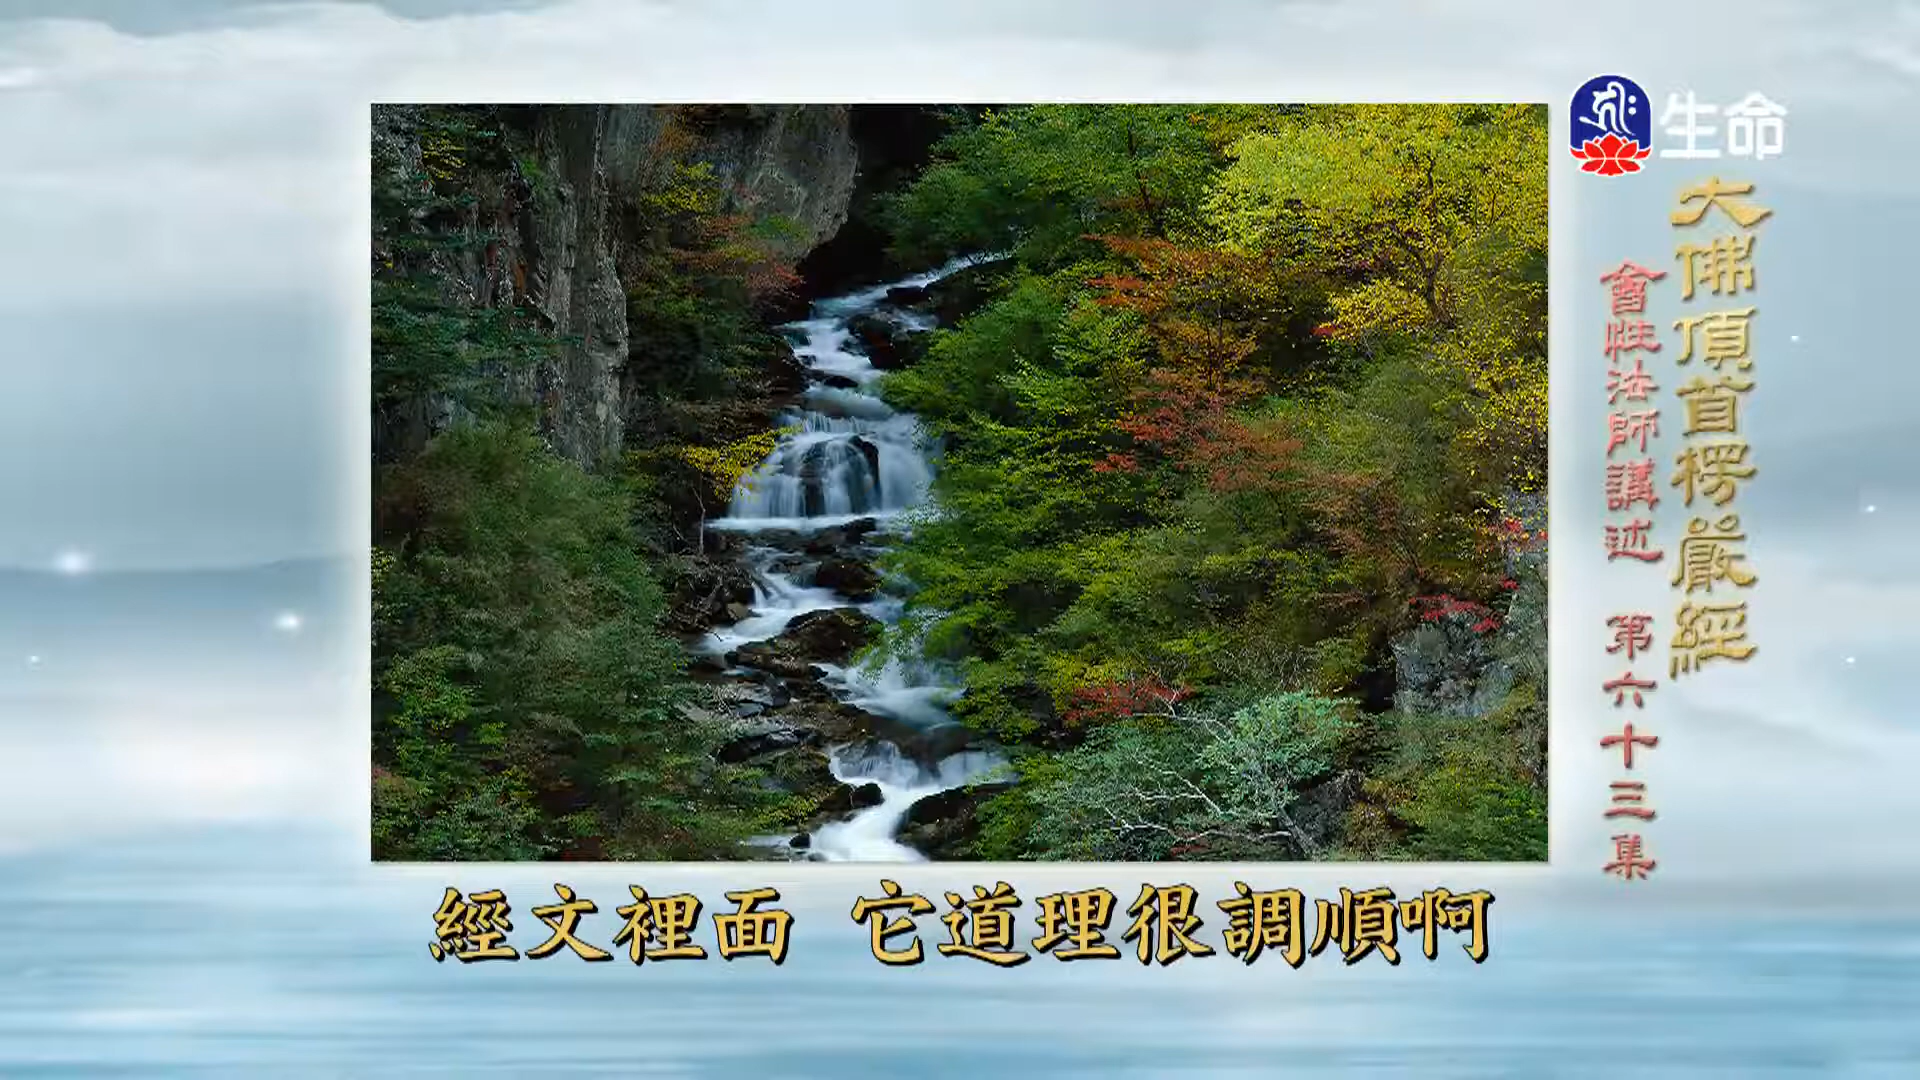 生命
大佛頂首楞嚴經
會性法師講述 第六十三集
經文裡面 它道理很調順啊